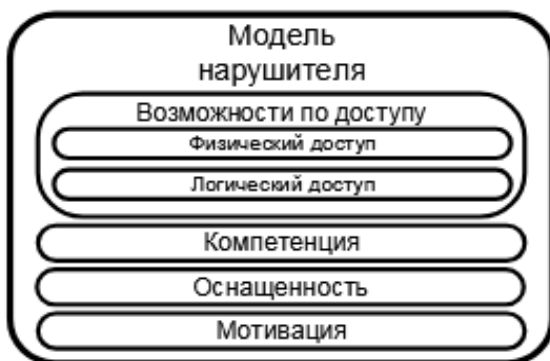 Модель
нарушителя
Возможности по доступу
Физический доступ
Логический доступ
Компетенция
Оснащенность
Мотивация